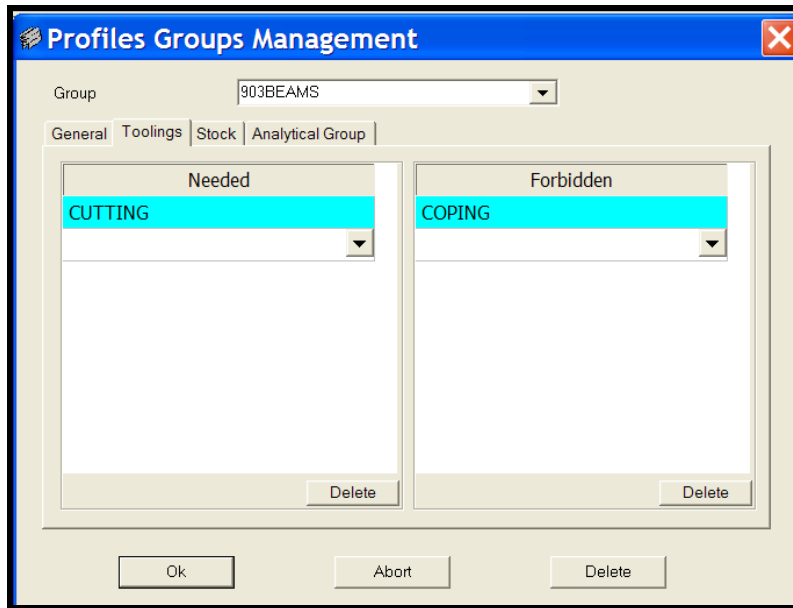 Profiles Groups Management
Group 903BEAMS
General Toolings Stock Analytical Group
Needed Forbidden
CUTTING COPING
Delete Delete
Ok Abort Delete